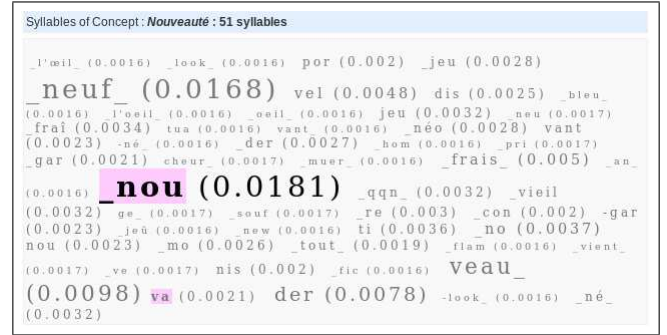 Syllables of Concept : Nouveauté : 51 syllables
_l'œil_ (0.0016) _look_ (0.0016) por (0.002) _jeu (0.0028)
_neuf_ (0.0168) vel (0.0048) dis (0.0025) _bleu_
(0.0016) _l'oeil_ (0.0016) _oeil_ (0.0016) jeu (0.0032) _neu (0.0017)
_fraî (0.0034) tua (0.0016) vant_ (0.0016) _néo (0.0028) vant
(0.0023) -né_ (0.0016) _der (0.0027) _hom (0.0016) _pri (0.0017)
_gar (0.0021) cheur_ (0.0017) _muer_ (0.0016) _frais_ (0.005) _an_
(0.0016) _nou (0.0181) _qqn_ (0.0032) _vieil
(0.0032) ge_ (0.0017) _souf (0.0017) _re (0.003) _con (0.002) -gar
(0.0023) _jeû (0.0016) _new (0.0016) ti (0.0036) _no (0.0037)
nou (0.0023) _mo (0.0026) _tout_ (0.0019) _flam (0.0016) _vient_
(0.0017) _ve (0.0017) nis (0.002) _fic (0.0016) veau_
(0.0098) va (0.0021) der (0.0078) -look_ (0.0016) _né_
(0.0032)